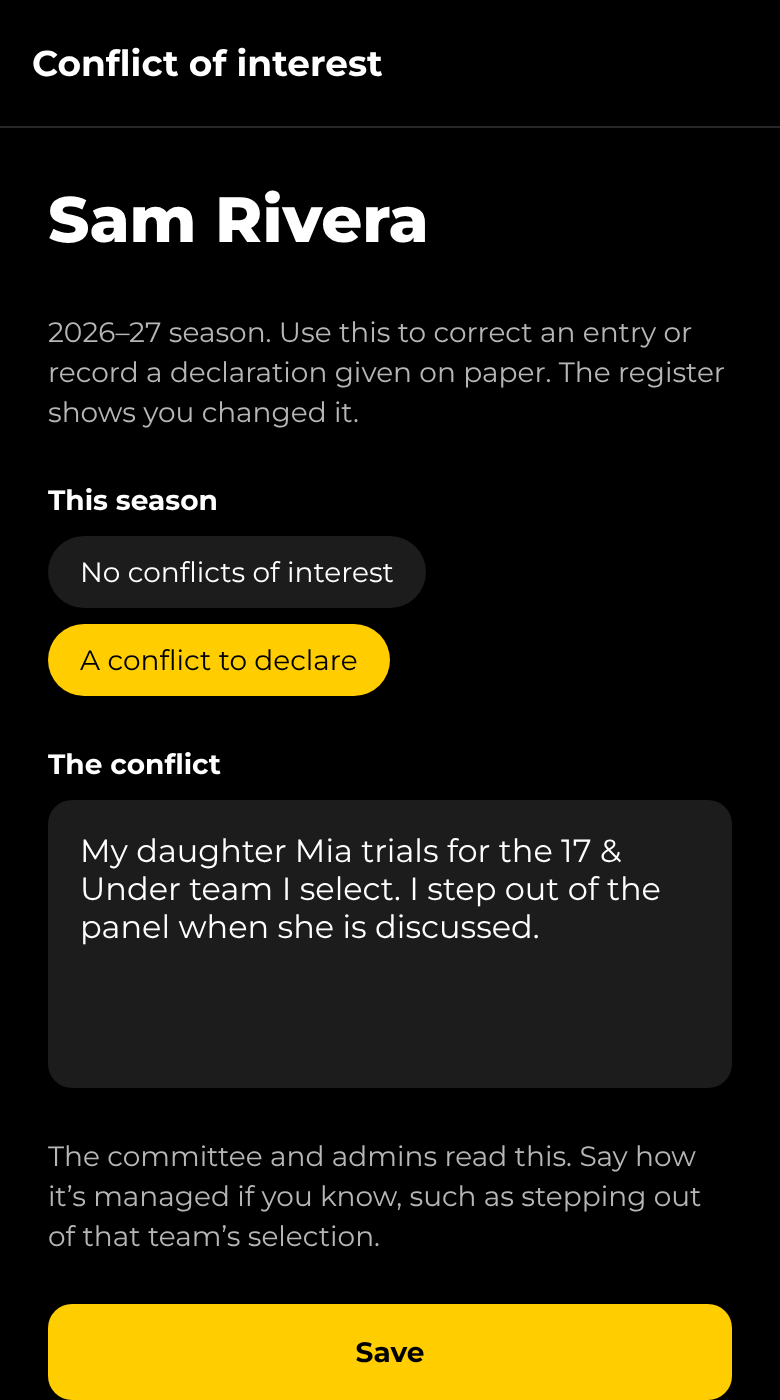 Conflict of interest
Sam Rivera
2026–27 season. Use this to correct an entry or
record a declaration given on paper. The register
shows you changed it.
This season
No conflicts of interest
A conflict to declare
The conflict
My daughter Mia trials for the 17 &
Under team I select. I step out of the
panel when she is discussed.
The committee and admins read this. Say how
it’s managed if you know, such as stepping out
of that team’s selection.
Save